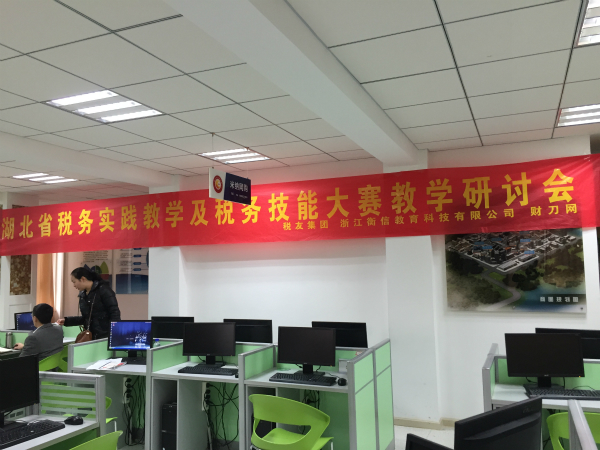 湖北省税务实践教学及税务技能大赛教学研讨会
税友集团 浙江衡信教育科技有限公司 财刀网